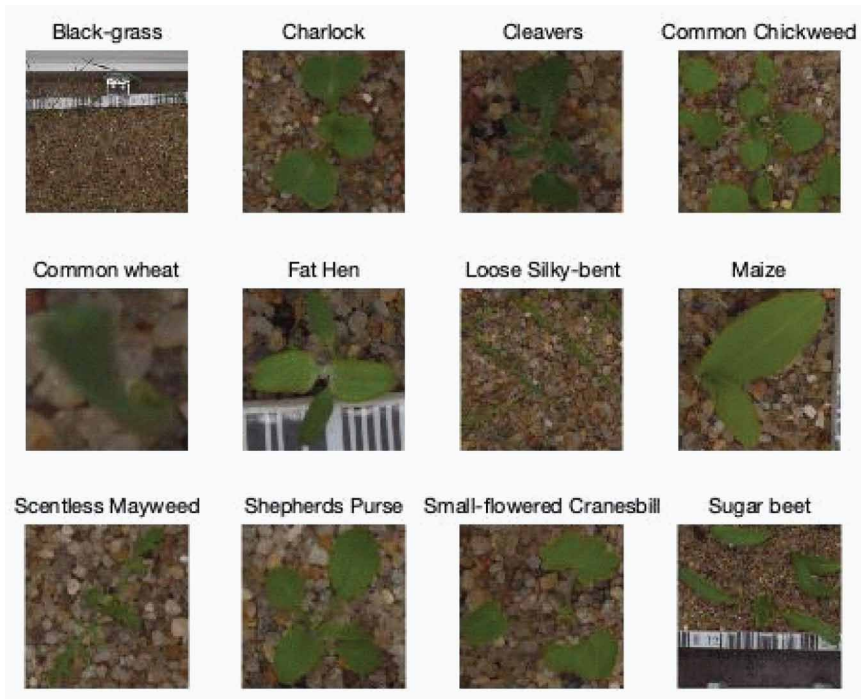 Black-grass
Charlock
Cleavers
Common Chickweed
Common wheat
Fat Hen
Loose Silky-bent
Maize
Scentless Mayweed
Shepherds Purse
Small-flowered Cranesbill
Sugar beet